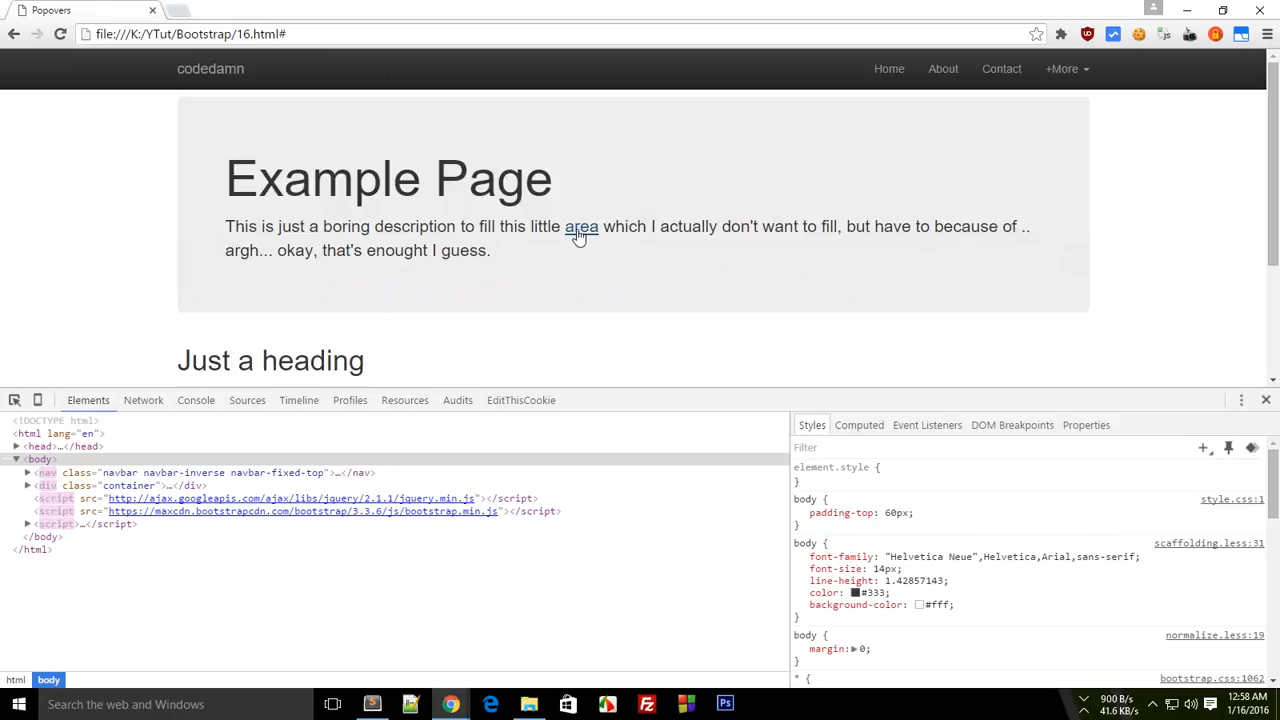 Popovers
file:///K:/YTut/Bootstrap/16.html#
codedamn
Home About Contact +More
Example Page
This is just a boring description to fill this little area which I actually don't want to fill, but have to because of ..
argh... okay, that's enought I guess.
Just a heading
Elements Network Console Sources Timeline Profiles Resources Audits EditThisCookie
<!DOCTYPE html>
<html lang="en">
<head>…</head>
<body>
<nav class="navbar navbar-inverse navbar-fixed-top">…</nav>
<div class="container">…</div>
<script src="http://ajax.googleapis.com/ajax/libs/jquery/2.1.1/jquery.min.js"></script>
<script src="https://maxcdn.bootstrapcdn.com/bootstrap/3.3.6/js/bootstrap.min.js"></script>
<script>…</script>
</body>
</html>
html body
Styles Computed Event Listeners DOM Breakpoints Properties
Filter
element.style {
}
body { style.css:1
padding-top: 60px;
}
body { scaffolding.less:31
font-family: "Helvetica Neue",Helvetica,Arial,sans-serif;
font-size: 14px;
line-height: 1.42857143;
color: #333;
background-color: #fff;
}
body { normalize.less:19
margin: 0;
}
* { bootstrap.css:1062
Search the web and Windows
900 B/s
41.6 KB/s
12:58 AM
1/16/2016